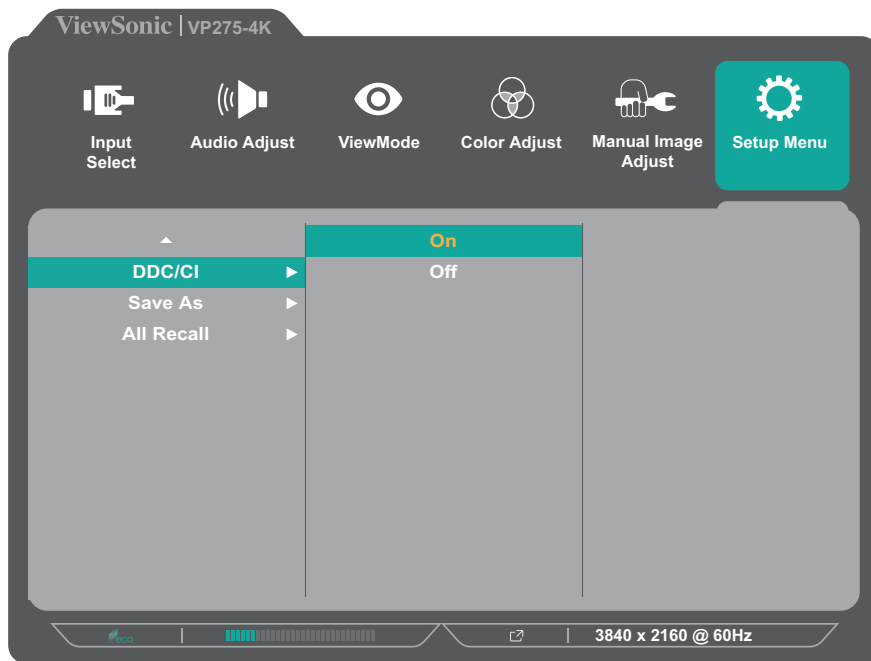 ViewSonic | VP275-4K
Input Select
Audio Adjust
ViewMode
Color Adjust
Manual Image Adjust
Setup Menu
On
DDC/CI
Off
Save As
All Recall
eco
3840 x 2160 @ 60Hz